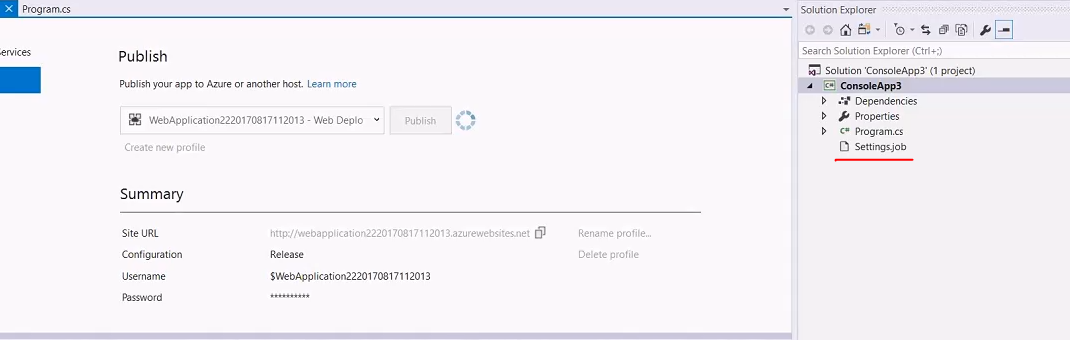 Program.cs
ervices
Publish
Publish your app to Azure or another host. Learn more
WebApplication2220170817112013 - Web Deplo
Publish
Create new profile
Summary
Site URL
http://webapplication2220170817112013.azurewebsites.net
Rename profile...
Configuration
Release
Delete profile
Username
$WebApplication2220170817112013
Password
**********
Solution Explorer
Search Solution Explorer (Ctrl+;)
Solution 'ConsoleApp3' (1 project)
C# ConsoleApp3
Dependencies
Properties
C# Program.cs
Settings.job